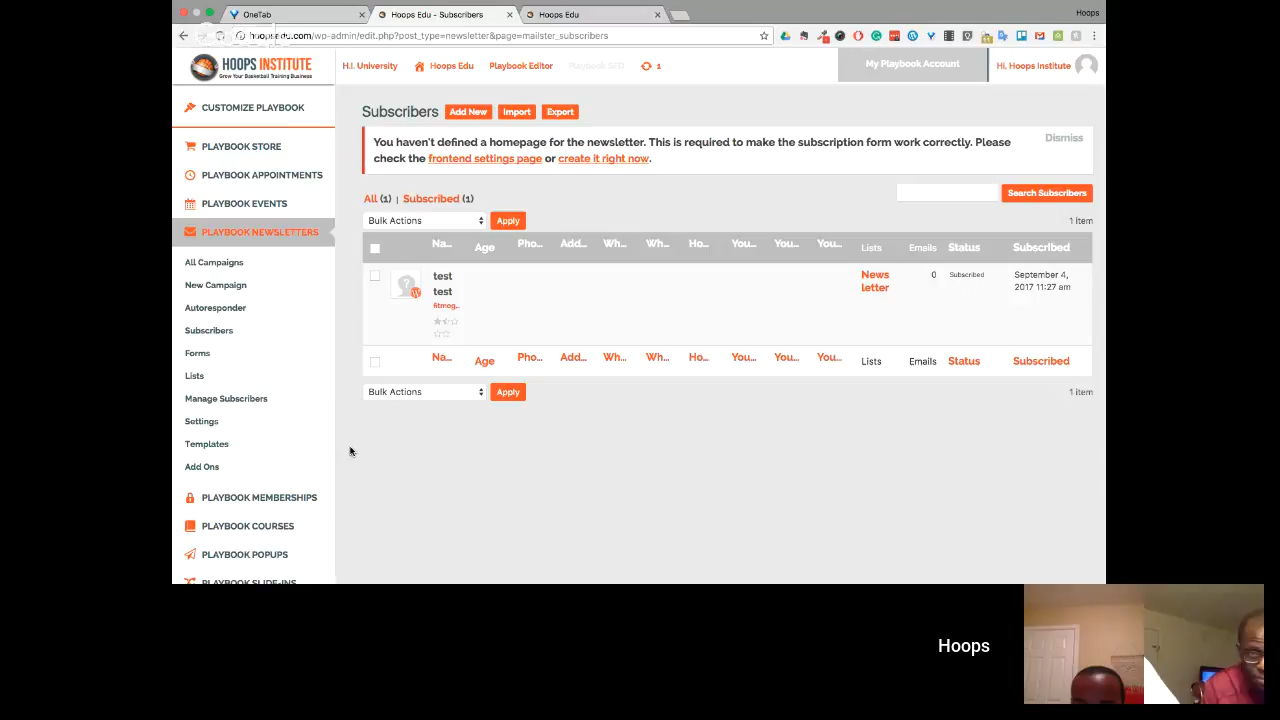 OneTab
Hoops Edu - Subscribers
Hoops Edu
Hoops
hoopsedu.com/wp-admin/edit.php?post_type=newsletter&page=mailster_subscribers
HOOPS INSTITUTE
Grow Your Basketball Training Business
H.I. University
Hoops Edu
Playbook Editor
Playbook SEO
1
My Playbook Account
Hi, Hoops Institute
CUSTOMIZE PLAYBOOK
PLAYBOOK STORE
PLAYBOOK APPOINTMENTS
PLAYBOOK EVENTS
PLAYBOOK NEWSLETTERS
All Campaigns
New Campaign
Autoresponder
Subscribers
Forms
Lists
Manage Subscribers
Settings
Templates
Add Ons
PLAYBOOK MEMBERSHIPS
PLAYBOOK COURSES
PLAYBOOK POPUPS
PLAYBOOK SLIDE-INS
Subscribers Add New Import Export
You haven't defined a homepage for the newsletter. This is required to make the subscription form work correctly. Please
check the frontend settings page or create it right now.
Dismiss
All (1) | Subscribed (1)
Search Subscribers
Bulk Actions Apply
1 item
Na... Age Pho... Add... Wh... Wh... Ho... You... You... You... Lists Emails Status Subscribed
test
test
6tmog...
News
letter
0
Subscribed
September 4,
2017 11:27 am
Na... Age Pho... Add... Wh... Wh... Ho... You... You... You... Lists Emails Status Subscribed
Bulk Actions Apply
1 item
Hoops